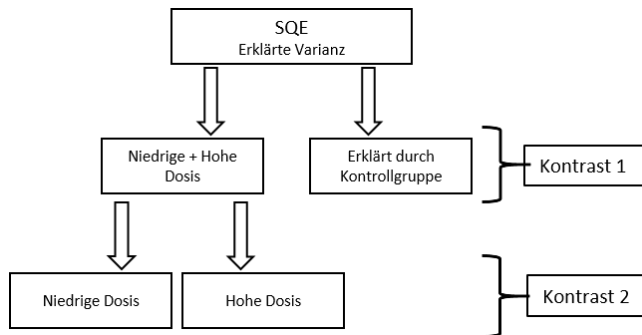 SQE
Erklärte Varianz
Niedrige + Hohe
Dosis
Erklärt durch
Kontrollgruppe
Kontrast 1
Niedrige Dosis
Hohe Dosis
Kontrast 2